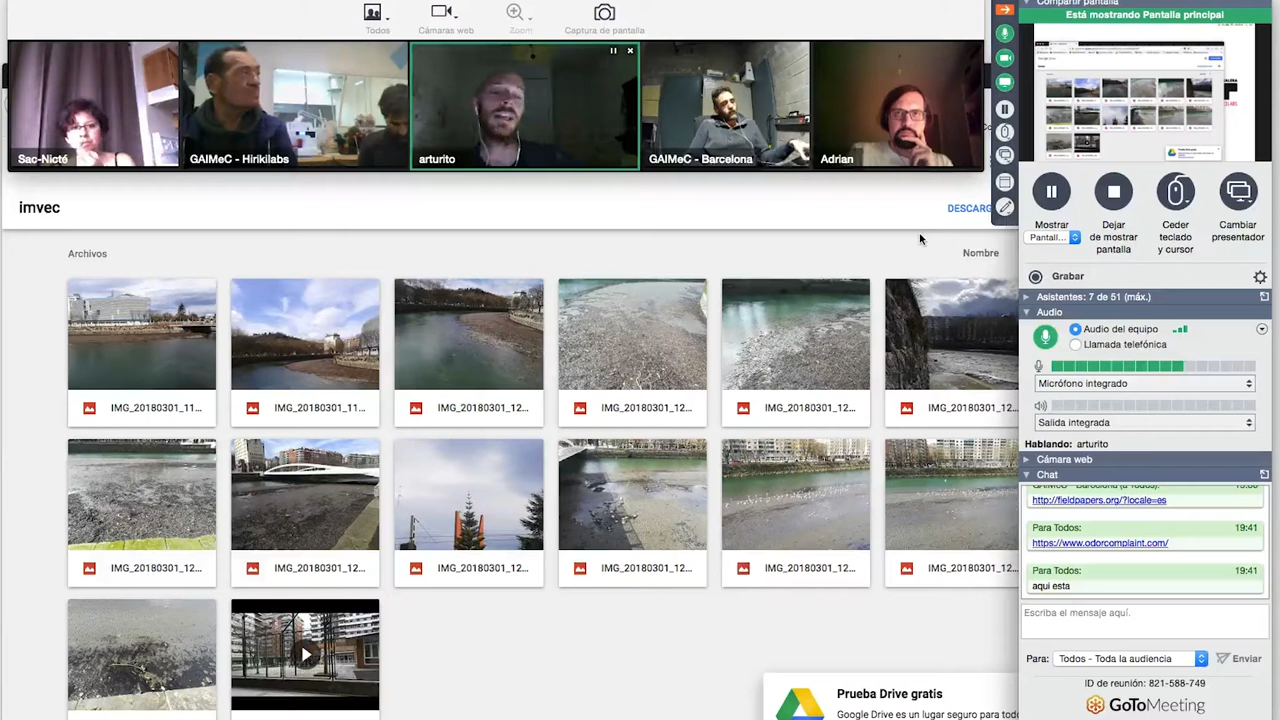 Todos
Cámaras web
Zoom
Captura de pantalla
Sac-Nicté
GAIMeC - Hirikilabs
arturito
GAIMeC - Barcelona
Adrian
imvec
DESCARG
Archivos
Nombre
IMG_20180301_11...
IMG_20180301_11...
IMG_20180301_12...
IMG_20180301_12...
IMG_20180301_12...
IMG_20180301_12...
IMG_20180301_12...
IMG_20180301_12...
IMG_20180301_12...
IMG_20180301_12...
IMG_20180301_12...
IMG_20180301_12...
Prueba Drive gratis
Google Drive es un lugar seguro para todo
Compartir pantalla
Está mostrando Pantalla principal
Mostrar
Pantall...
Dejar
de mostrar
pantalla
Ceder
teclado
y cursor
Cambiar
presentador
Grabar
Asistentes: 7 de 51 (máx.)
Audio
Audio del equipo
Llamada telefónica
Micrófono integrado
Salida integrada
Hablando: arturito
Cámara web
Chat
GAIMeC - Barcelona (a Todos):
http://fieldpapers.org/?locale=es
Para Todos: 19:41
https://www.odorcomplaint.com/
Para Todos: 19:41
aqui esta
Escriba el mensaje aquí.
Para: Todos - Toda la audiencia Enviar
ID de reunión: 821-588-749
GoToMeeting